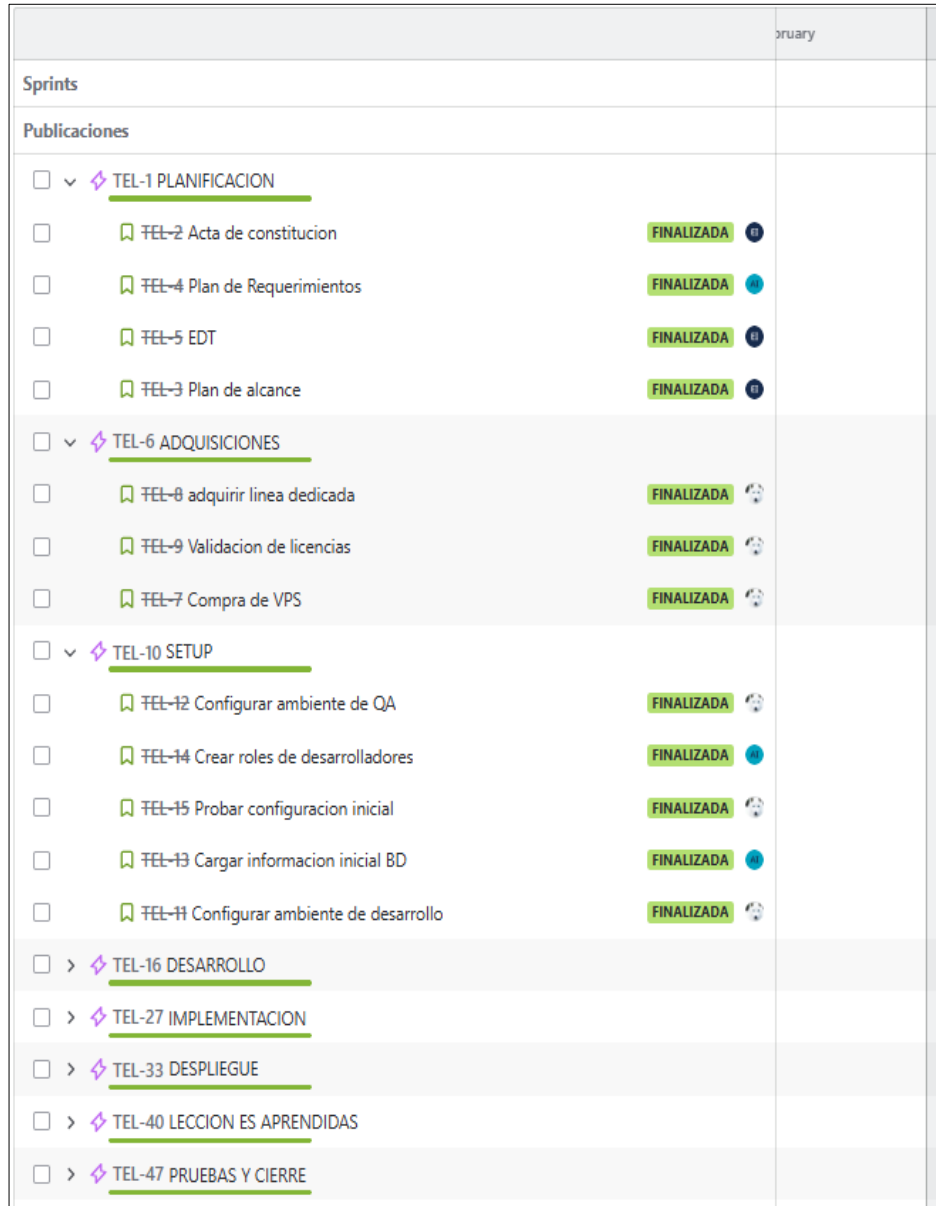 bruary
Sprints
Publicaciones
TEL-1 PLANIFICACION
TEL-2 Acta de constitucion FINALIZADA
TEL-4 Plan de Requerimientos FINALIZADA AI
TEL-5 EDT FINALIZADA
TEL-3 Plan de alcance FINALIZADA
TEL-6 ADQUISICIONES
TEL-8 adquirir linea dedicada FINALIZADA
TEL-9 Validacion de licencias FINALIZADA
TEL-7 Compra de VPS FINALIZADA
TEL-10 SETUP
TEL-12 Configurar ambiente de QA FINALIZADA
TEL-14 Crear roles de desarrolladores FINALIZADA AI
TEL-15 Probar configuracion inicial FINALIZADA
TEL-13 Cargar informacion inicial BD FINALIZADA AI
TEL-11 Configurar ambiente de desarrollo FINALIZADA
TEL-16 DESARROLLO
TEL-27 IMPLEMENTACION
TEL-33 DESPLIEGUE
TEL-40 LECCION ES APRENDIDAS
TEL-47 PRUEBAS Y CIERRE